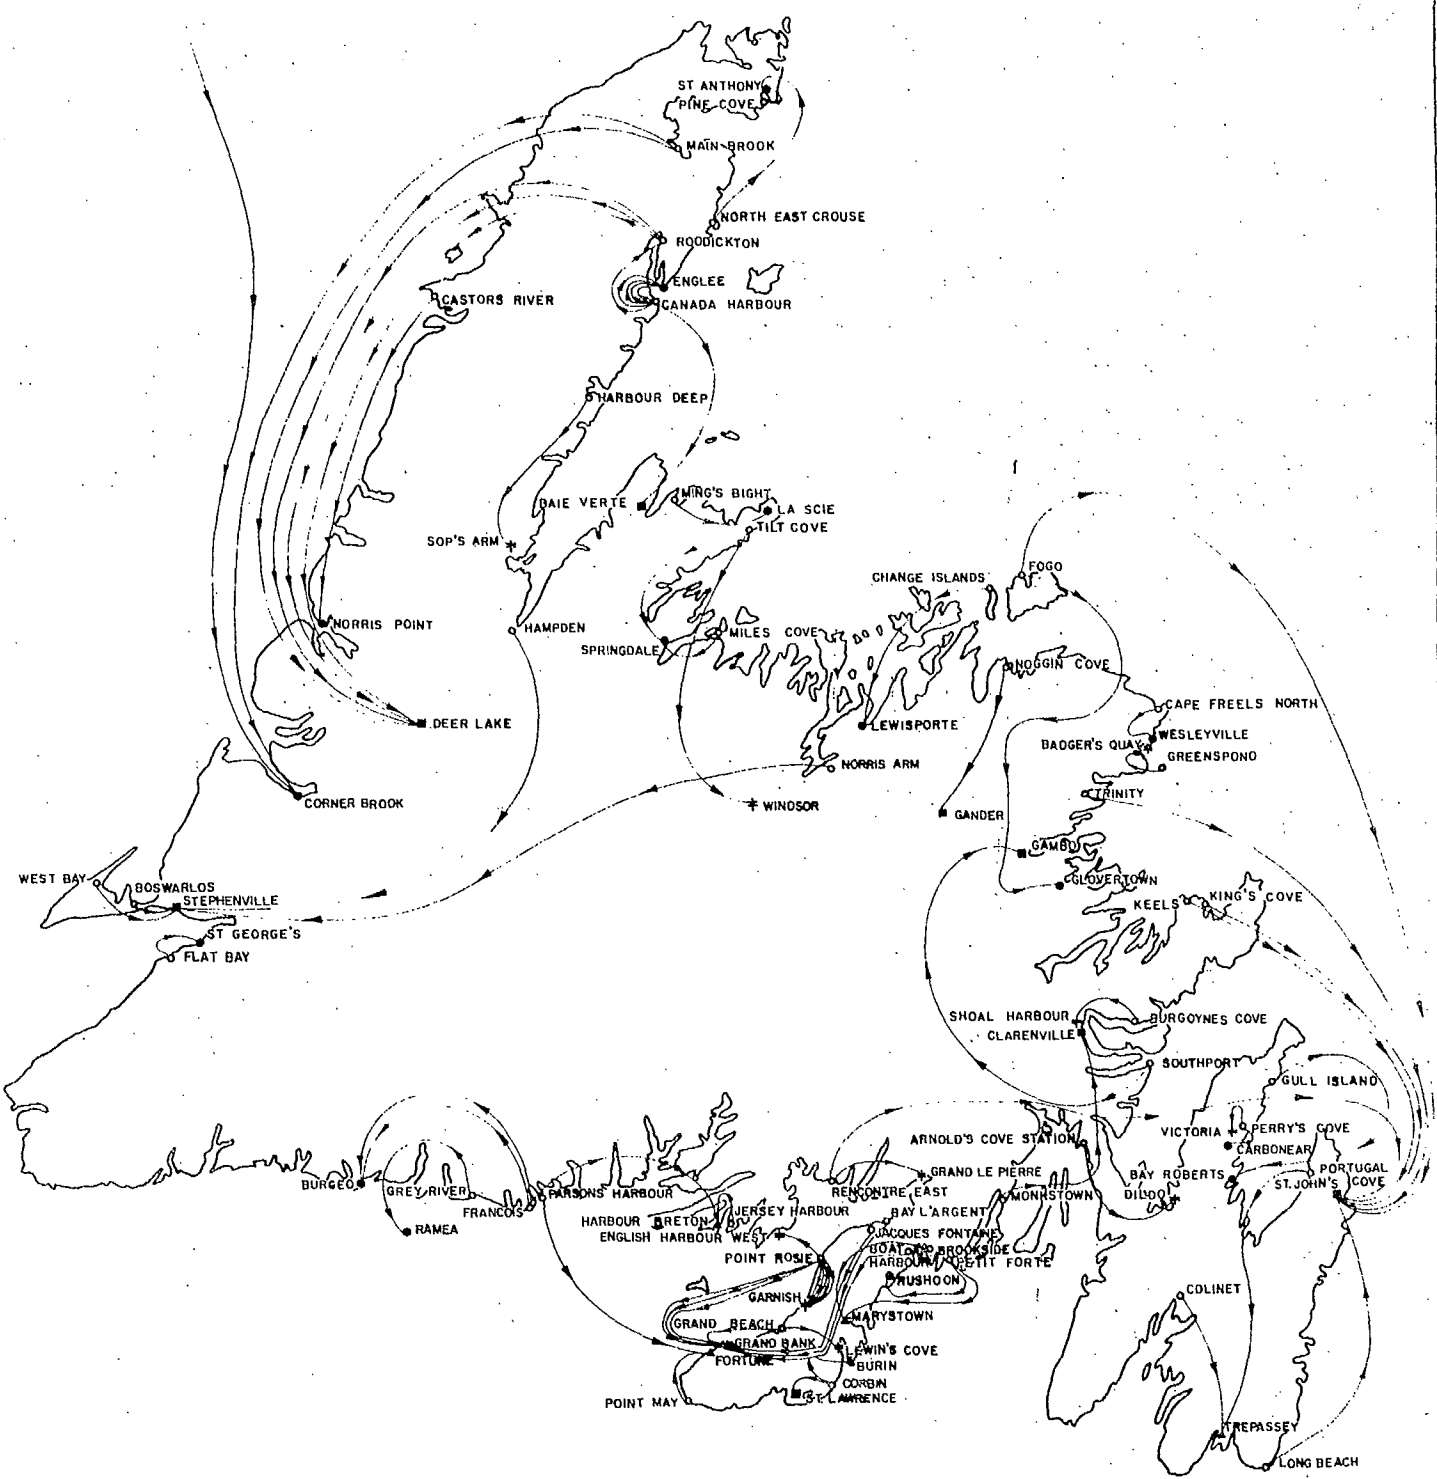 ST ANTHONY
PINE COVE
MAIN BROOK
NORTH EAST CROUSE
RODDICKTON
ENGLEE
CASTORS RIVER
CANADA HARBOUR
HARBOUR DEEP
MING'S BIGHT
BAIE VERTE
LA SCIE
TILT COVE
SOP'S ARM
FOGO
CHANGE ISLANDS
NORRIS POINT
HAMPDEN
MILES COVE
SPRINGDALE
NOGGIN COVE
CAPE FREELS NORTH
DEER LAKE
LEWISPORTE
WESLEYVILLE
BADGER'S QUAY
GREENSPOND
NORRIS ARM
TRINITY
CORNER BROOK
WINDSOR
GANDER
GAMBO
WEST BAY
BOSWARLOS
GLOVERTOWN
STEPHENVILLE
KEELS
KING'S COVE
ST GEORGE'S
FLAT BAY
SHOAL HARBOUR
BURGOYNES COVE
CLARENVILLE
SOUTHPORT
GULL ISLAND
VICTORIA
PERRY'S COVE
ARNOLD'S COVE STATION
CARBONEAR
GRAND LE PIERRE
BAY ROBERTS
PORTUGAL
COVE
ST. JOHN'S
BURGEO
GREY RIVER
PARSONS HARBOUR
RENCONTRE EAST
MONKSTOWN
DILDO
FRANCOIS
JERSEY HARBOUR
BAY L'ARGENT
HARBOUR BRETON
RAMEA
ENGLISH HARBOUR WEST
JACQUES FONTAINE
BOAT
HARBOUR
BROOKSIDE
POINT ROSIE
PETIT FORTE
RUSHOON
GARNISH
COLINET
GRAND BEACH
MARYSTOWN
GRAND BANK
LEWIN'S COVE
FORTUNE
BURIN
CORBIN
POINT MAY
ST. LAWRENCE
TREPASSEY
LONG BEACH